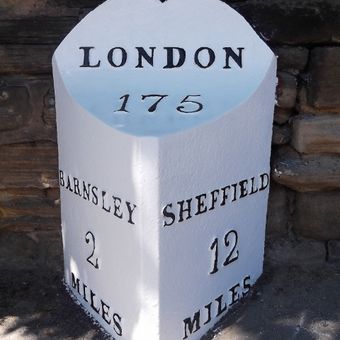 LONDON
175
BARNSLEY
2
MILES
SHEFFIELD
12
MILES